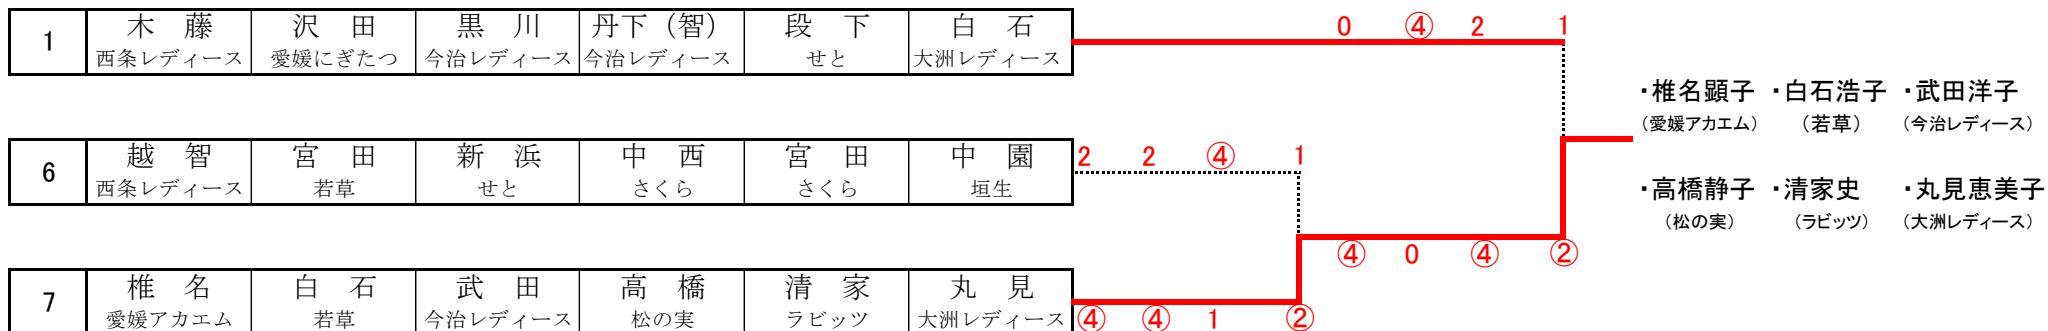 1 木 藤 沢 田 黒 川 丹下(智) 段 下 白 石 0 ④ 2 1
西条レディース 愛媛にぎたつ 今治レディース 今治レディース せと 大洲レディース
・椎名顕子 ・白石浩子 ・武田洋子
(愛媛アカエム) (若草) (今治レディース)
6 越 智 宮 田 新 浜 中 西 宮 田 中 園 2 2 ④ 1
西条レディース 若草 せと さくら さくら 垣生
・高橋静子 ・清家史 ・丸見恵美子
(松の実) (ラビッツ) (大洲レディース)
④ 0 ④ ②
7 椎 名 白 石 武 田 高 橋 清 家 丸 見
愛媛アカエム 若草 今治レディース 松の実 ラビッツ 大洲レディース ④ ④ 1 ②